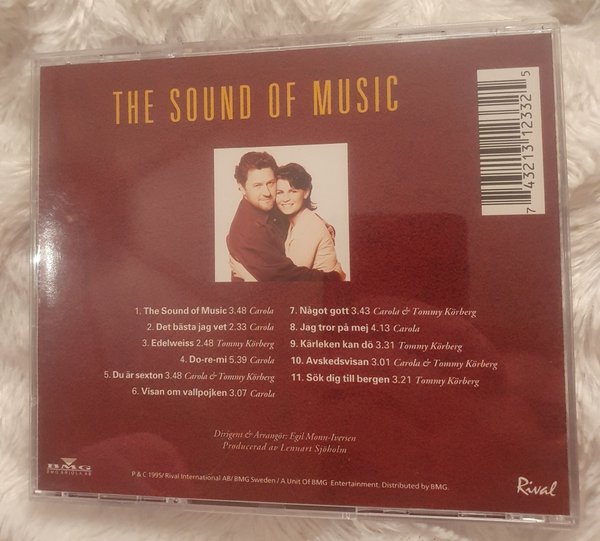 THE SOUND OF MUSIC
7 43213 12332 5
1. The Sound of Music 3.48 Carola
2. Det bästa jag vet 2.33 Carola
3. Edelweiss 2.48 Tommy Körberg
4. Do-re-mi 5.39 Carola
5. Du är sexton 3.48 Carola & Tommy Körberg
6. Visan om vallpojken 3.07 Carola
7. Något gott 3.43 Carola & Tommy Körberg
8. Jag tror på mej 4.13 Carola
9. Kärleken kan dö 3.31 Tommy Körberg
10. Avskedsvisan 3.01 Carola & Tommy Körberg
11. Sök dig till bergen 3.21 Tommy Körberg
Dirigent & Arrangör: Egil Monn-Iversen
Producerad av Lennart Sjöholm
BMG
BMG ARIOLA AB
P & C 1995/ Rival International AB/ BMG Sweden / A Unit Of BMG Entertainment. Distributed by BMG.
Rival